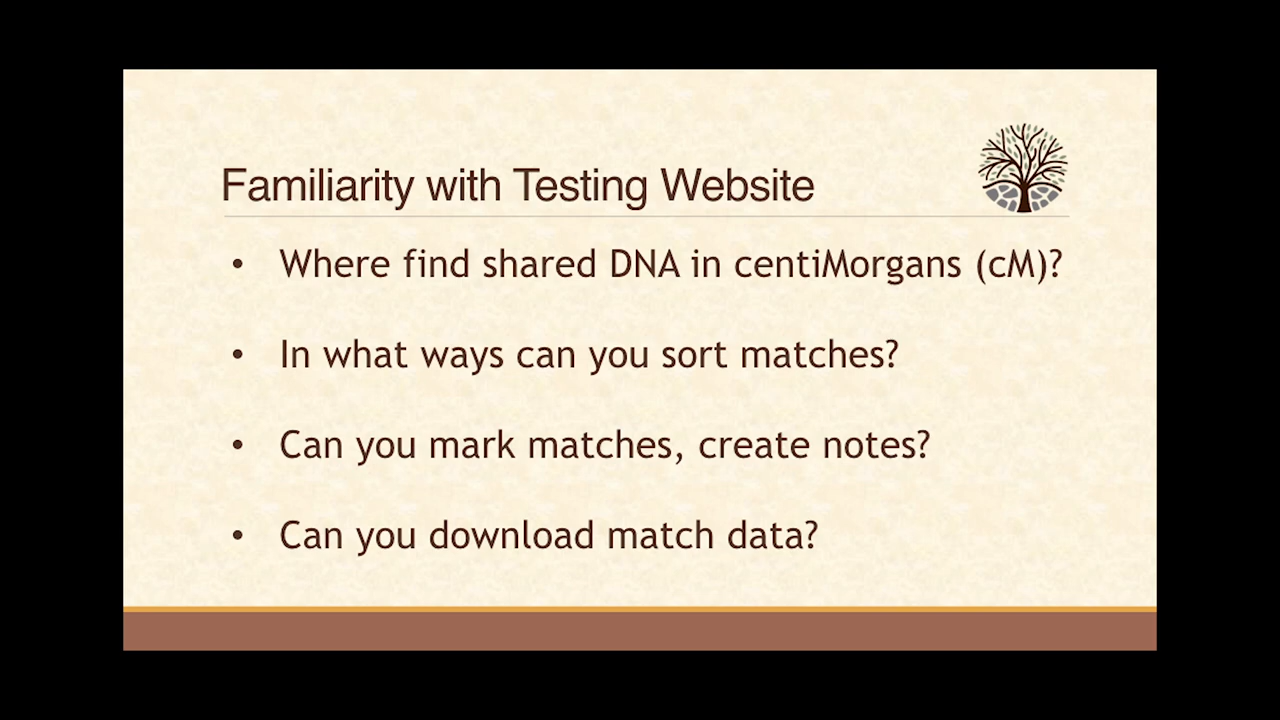 Familiarity with Testing Website
• Where find shared DNA in centiMorgans (cM)?
• In what ways can you sort matches?
• Can you mark matches, create notes?
• Can you download match data?